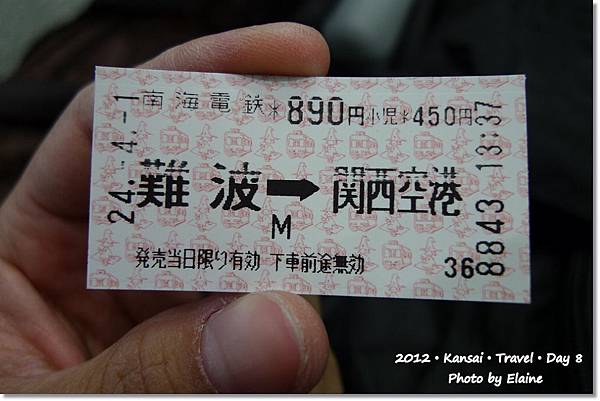 南海電鉄 *890円 小児*450円
難波➡関西空港
M
発売当日限り有効 下車前途無効
368843 13:37
24.-4.-1
2012・Kansai・Travel・Day 8
Photo by Elaine